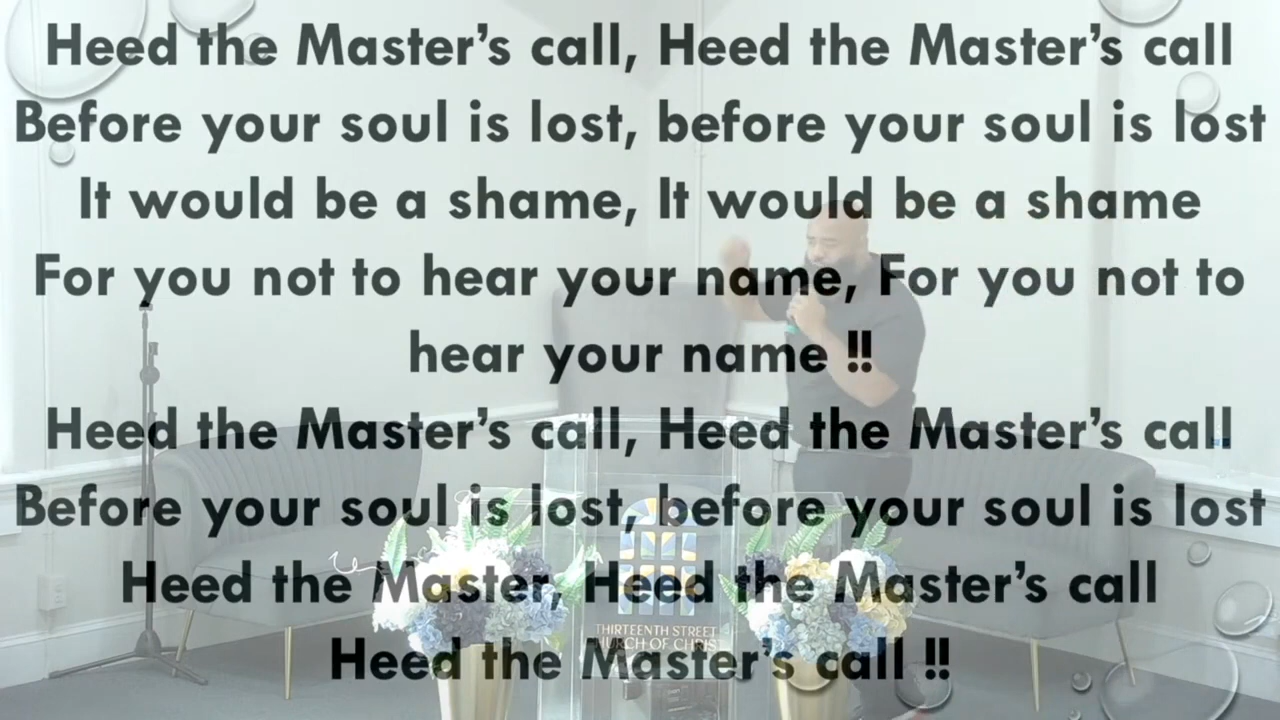 Heed the Master's call, Heed the Master's call
Before your soul is lost, before your soul is lost
It would be a shame, It would be a shame
For you not to hear your name, For you not to
hear your name !!
Heed the Master's call, Heed the Master's call
Before your soul is lost, before your soul is lost
Heed the Master, Heed the Master's call
THIRTEENTH STREET
CHURCH OF CHRIST
Heed the Master's call !!